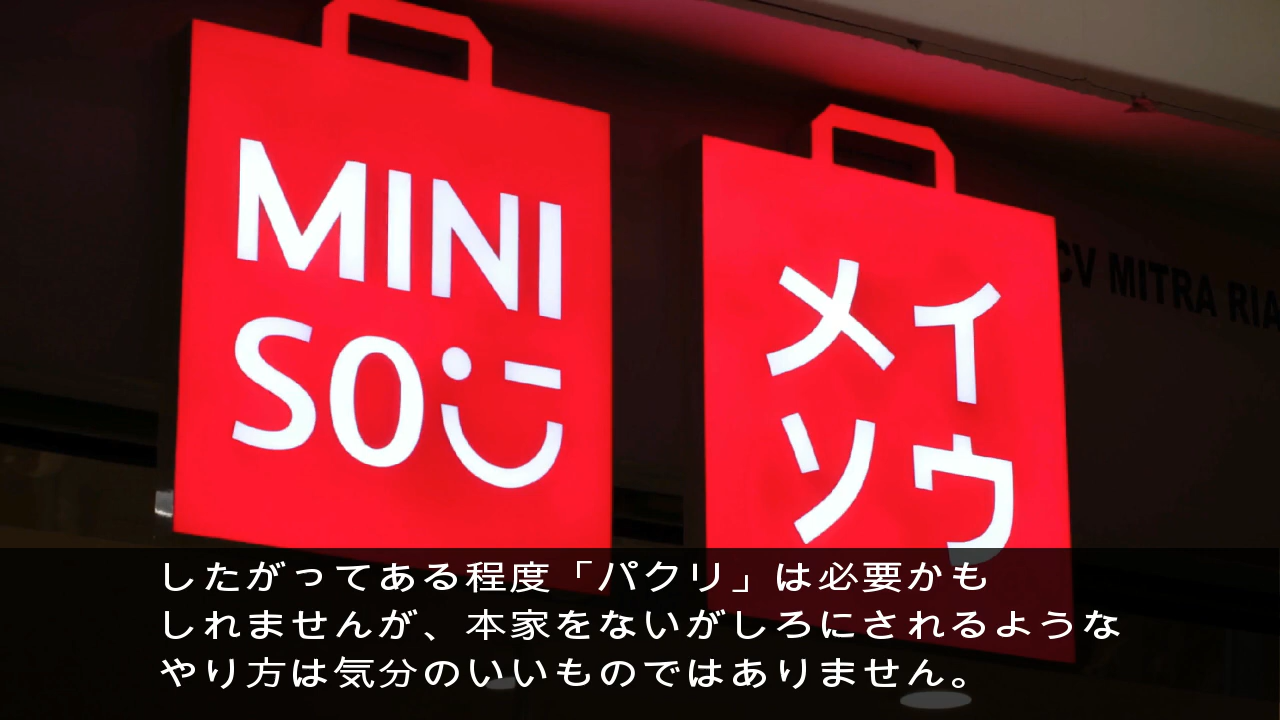 MINI
SO
メイ
ソウ
CV MITRA RIA
したがってある程度「パクリ」は必要かも
しれませんが、本家をないがしろにされるような
やり方は気分のいいものではありません。